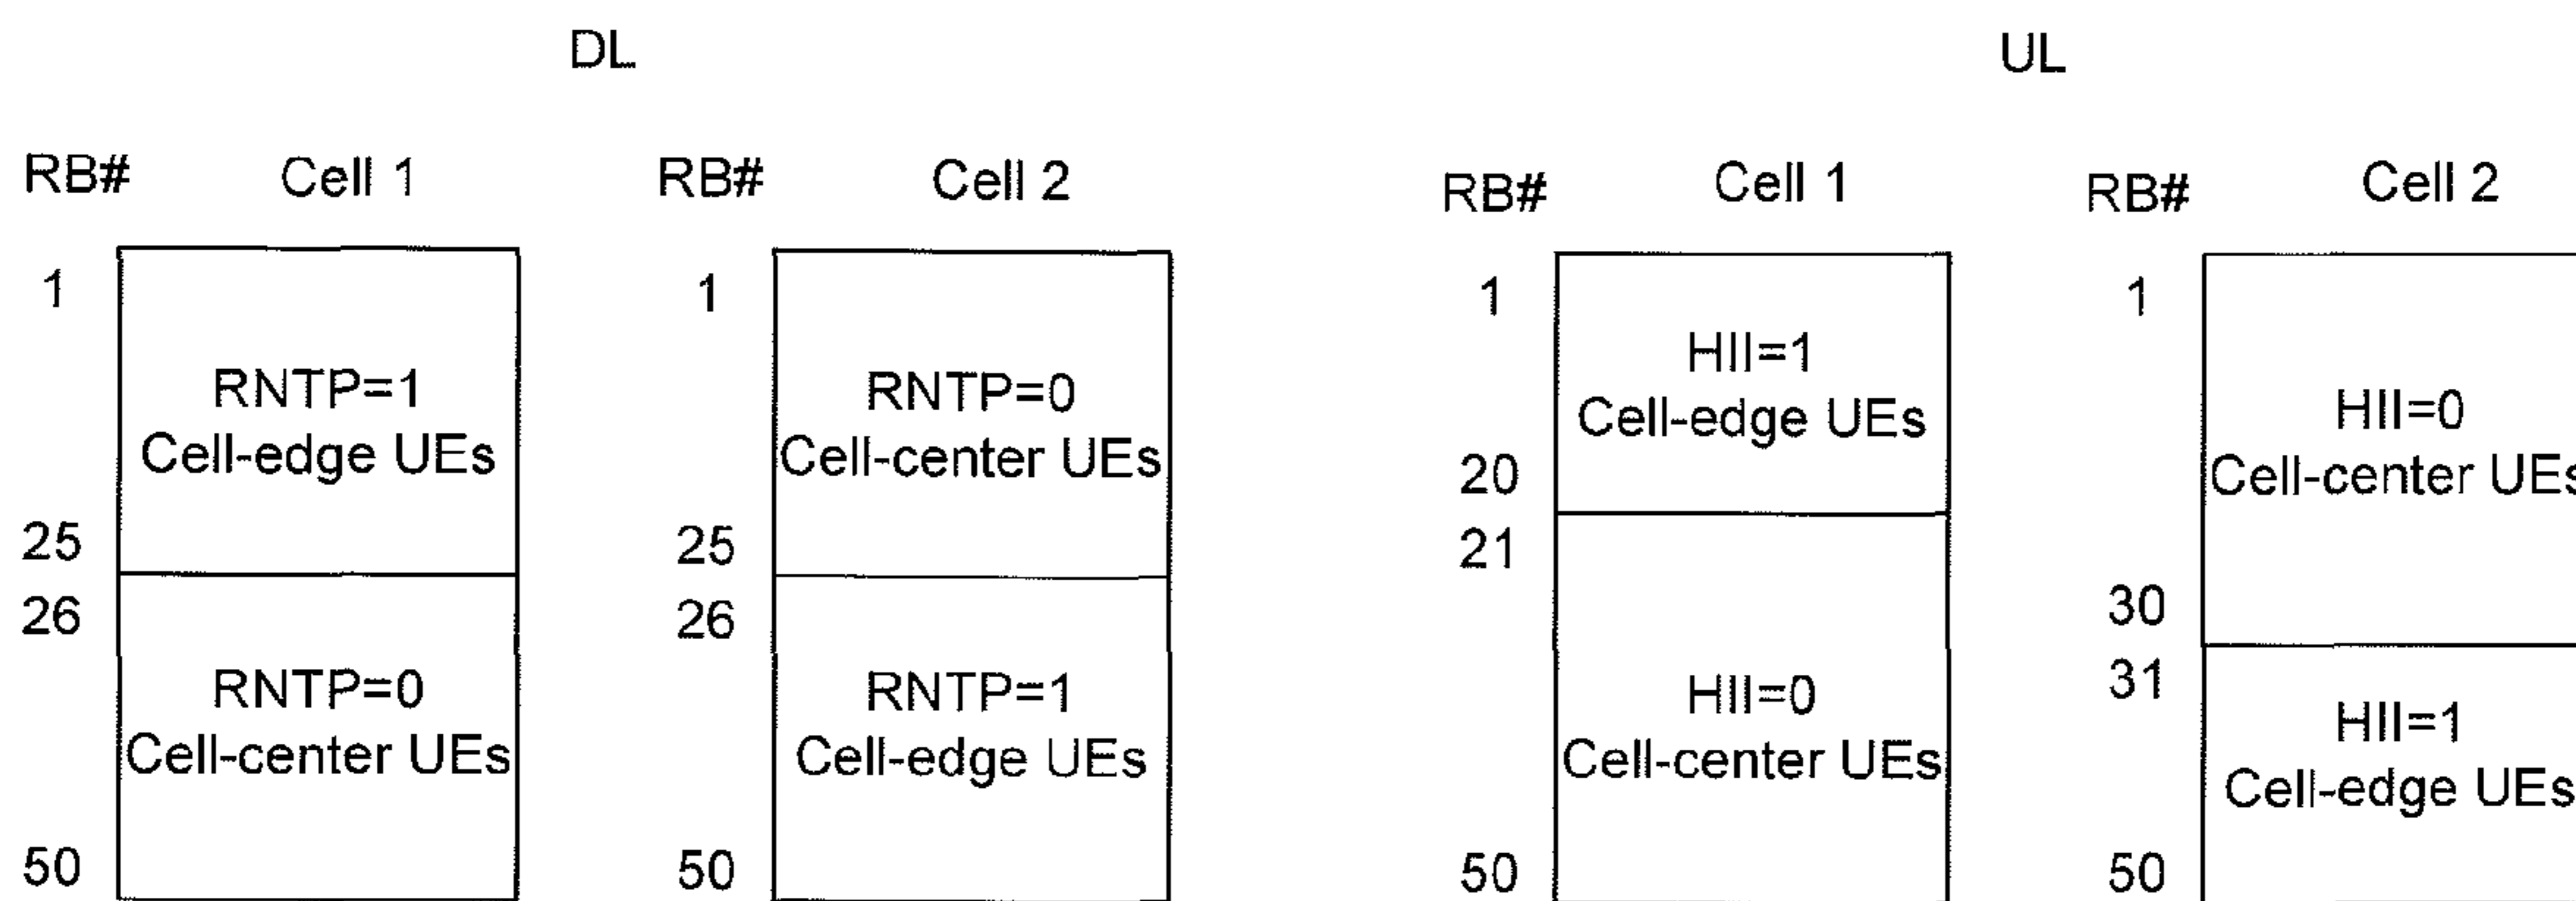 DL
UL
RB#
Cell 1
RB#
Cell 2
RB#
Cell 1
RB#
Cell 2
1
RNTP=1
Cell-edge UEs
25
26
RNTP=0
Cell-center UEs
50
1
RNTP=0
Cell-center UEs
25
26
RNTP=1
Cell-edge UEs
50
1
HII=1
Cell-edge UEs
20
21
HII=0
Cell-center UEs
50
1
HII=0
Cell-center UEs
30
31
HII=1
Cell-edge UEs
50